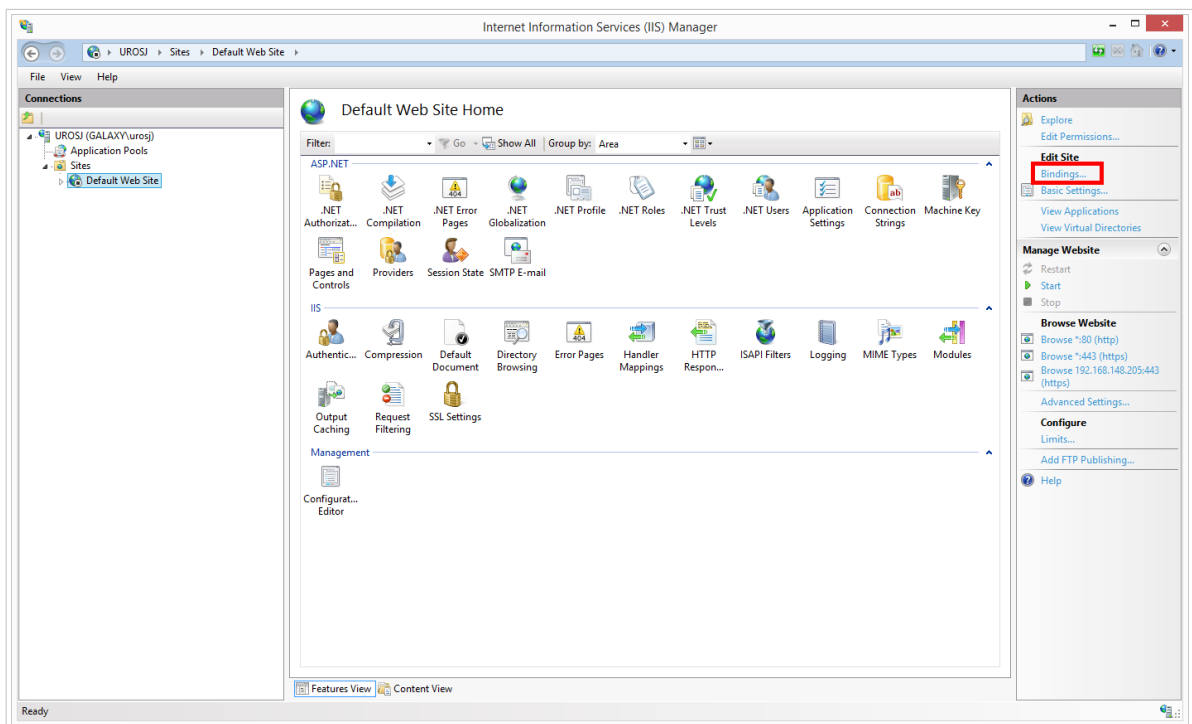 Internet Information Services (IIS) Manager
UROSJ Sites Default Web Site
File View Help
Connections
UROSJ (GALAXY\urosj)
Application Pools
Sites
Default Web Site
Default Web Site Home
Filter: Go Show All Group by: Area
ASP.NET
.NET Authorizat...
.NET Compilation
.NET Error Pages
.NET Globalization
.NET Profile
.NET Roles
.NET Trust Levels
.NET Users
Application Settings
Connection Strings
Machine Key
Pages and Controls
Providers
Session State
SMTP E-mail
IIS
Authentic...
Compression
Default Document
Directory Browsing
Error Pages
Handler Mappings
HTTP Respon...
ISAPI Filters
Logging
MIME Types
Modules
Output Caching
Request Filtering
SSL Settings
Management
Configurat... Editor
Features View Content View
Actions
Explore
Edit Permissions...
Edit Site
Bindings...
Basic Settings...
View Applications
View Virtual Directories
Manage Website
Restart
Start
Stop
Browse Website
Browse *:80 (http)
Browse *:443 (https)
Browse 192.168.148.205:443
(https)
Advanced Settings...
Configure
Limits...
Add FTP Publishing...
Help
Ready